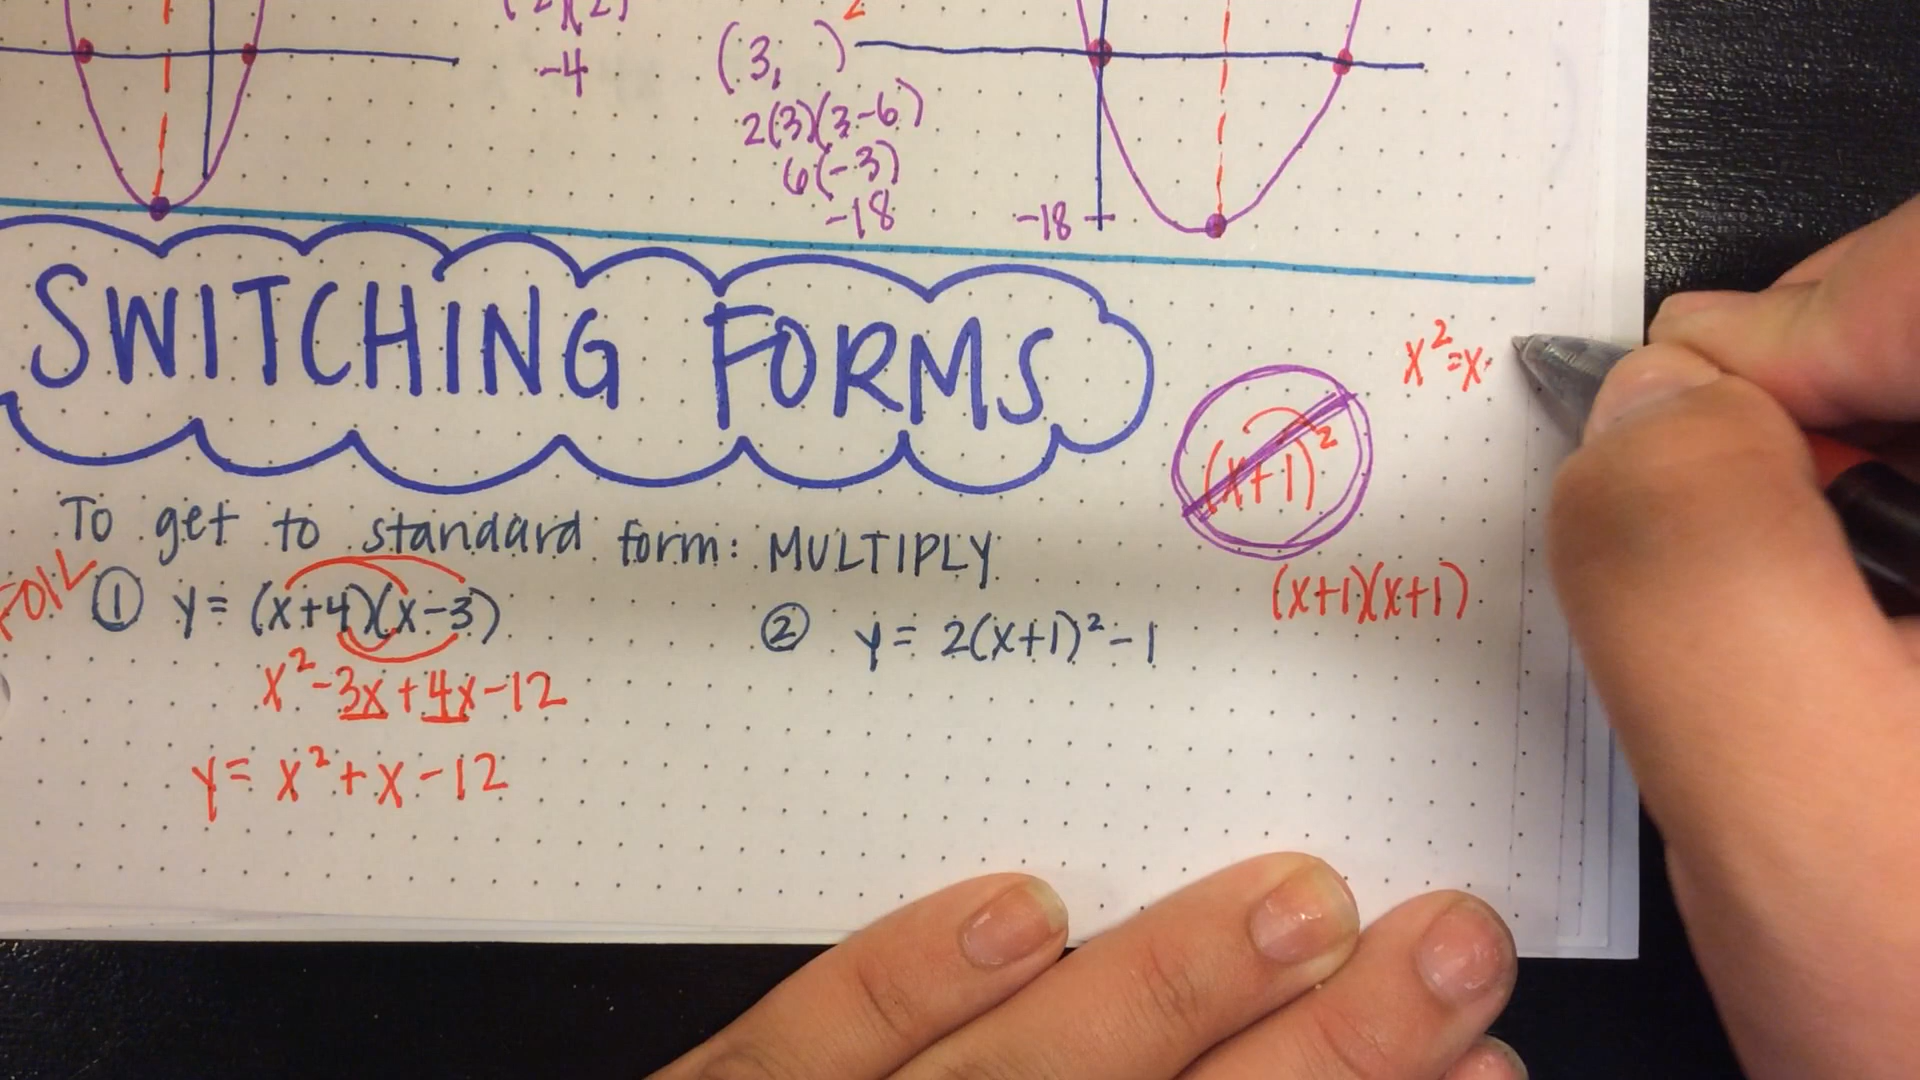 -4
(3, )
2(3)(3-6)
6(-3)
-18
-18
SWITCHING FORMS
x²=x·
(x+1)²
To get to standard form: MULTIPLY
(x+1)(x+1)
FOIL
① y= (x+4)(x-3)
② y= 2(x+1)²-1
x²-3x+4x-12
y= x²+x-12